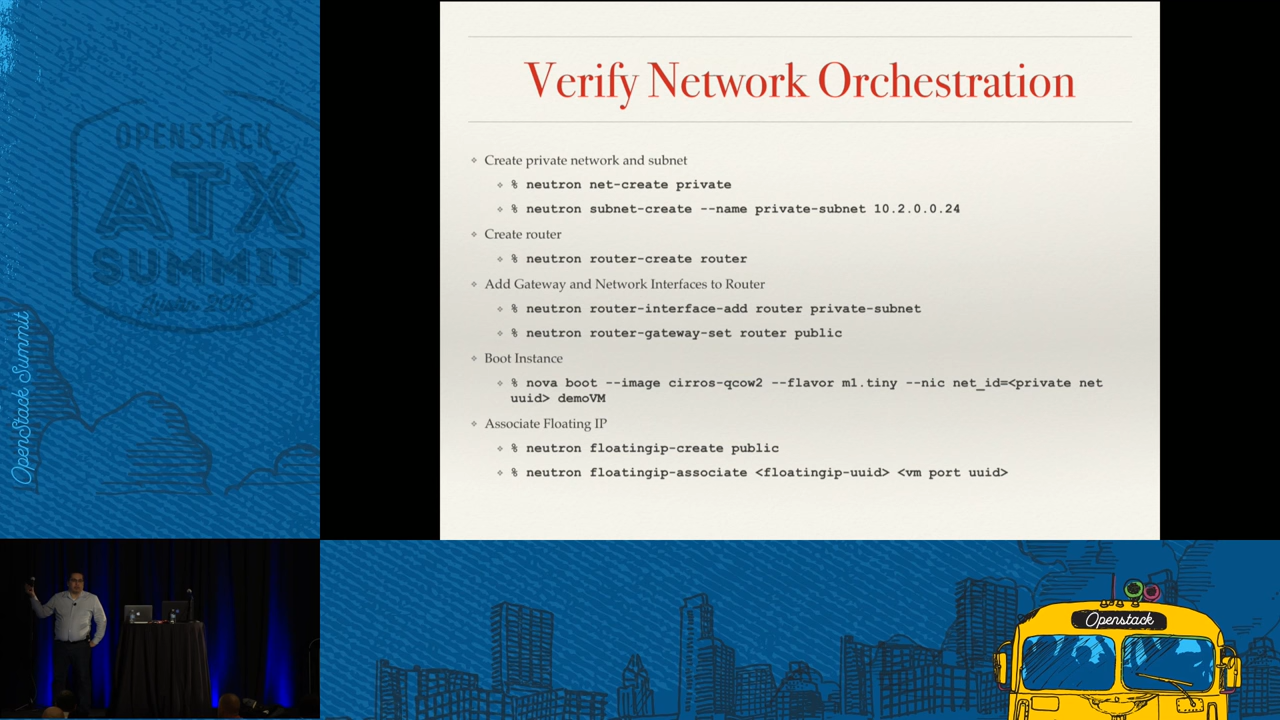 OPENSTACK
ATX
SUMMIT
Austin 2016
OpenStack Summit
Verify Network Orchestration
Create private network and subnet
% neutron net-create private
% neutron subnet-create --name private-subnet 10.2.0.0.24
Create router
% neutron router-create router
Add Gateway and Network Interfaces to Router
% neutron router-interface-add router private-subnet
% neutron router-gateway-set router public
Boot Instance
% nova boot --image cirros-qcow2 --flavor m1.tiny --nic net_id=<private net
uuid> demoVM
Associate Floating IP
% neutron floatingip-create public
% neutron floatingip-associate <floatingip-uuid> <vm port uuid>
Openstack